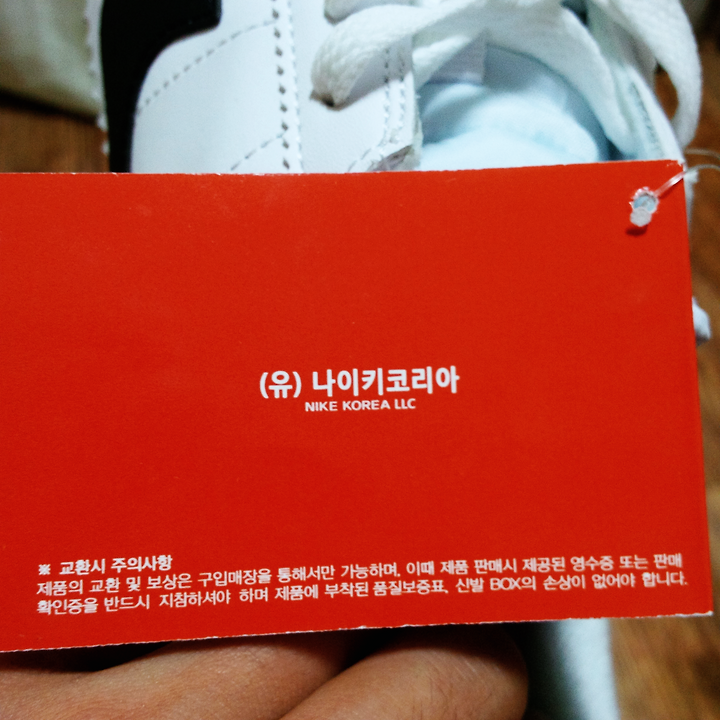 (유) 나이키코리아
NIKE KOREA LLC
※ 교환시 주의사항
제품의 교환 및 보상은 구입매장을 통해서만 가능하며, 이때 제품 판매시 제공된 영수증 또는 판매
확인증을 반드시 지참하셔야 하며 제품에 부착된 품질보증표, 신발 BOX의 손상이 없어야 합니다.